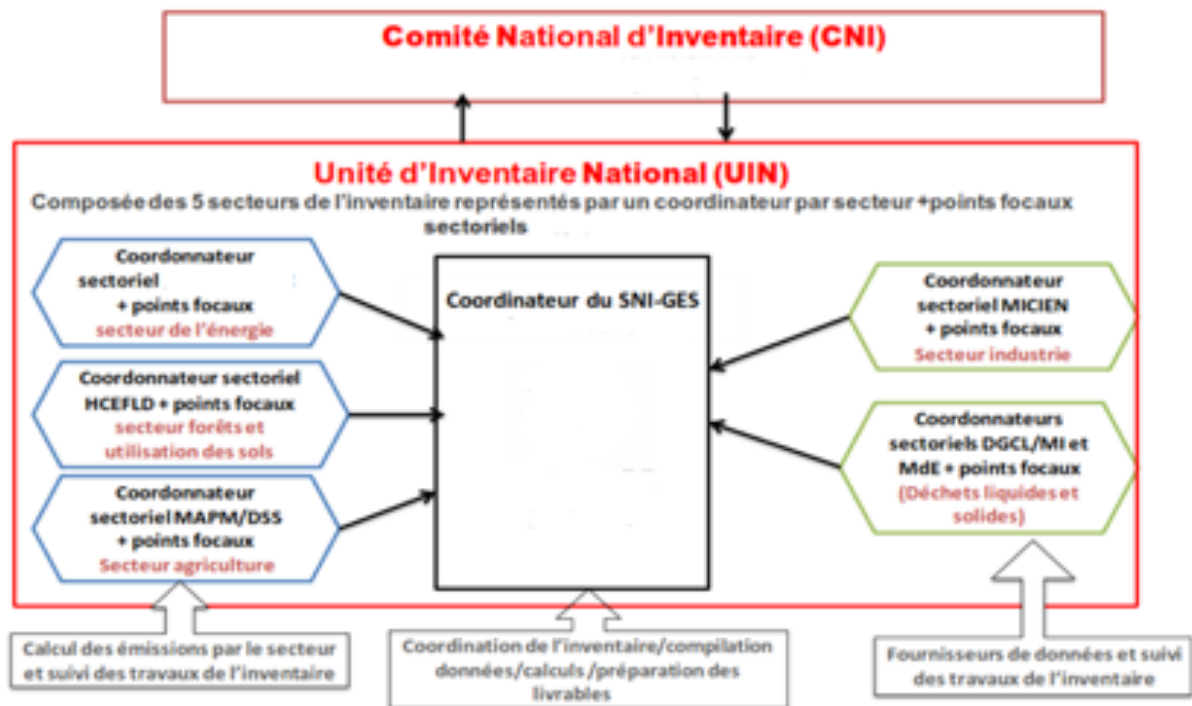 Comité National d'Inventaire (CNI)
Unité d'Inventaire National (UIN)
Composée des 5 secteurs de l'inventaire représentés par un coordinateur par secteur +points focaux
sectoriels
Coordonnateur
sectoriel
+ points focaux
secteur de l'énergie
Coordonnateur sectoriel
HCEFLD + points focaux
secteur forêts et
utilisation des sols
Coordonnateur
sectoriel MAPM/DSS
+ points focaux
Secteur agriculture
Coordinateur du SNI-GES
Coordonnateur
sectoriel MICIEN
+ points focaux
Secteur industrie
Coordonnateurs
sectoriels DGCL/MI et
MdE + points focaux
(Déchets liquides et
solides)
Calcul des émissions par le secteur
et suivi des travaux de l'inventaire
Coordination de l'inventaire/compilation
données/calculs/préparation des
livrables
Fournisseurs de données et suivi
des travaux de l'inventaire